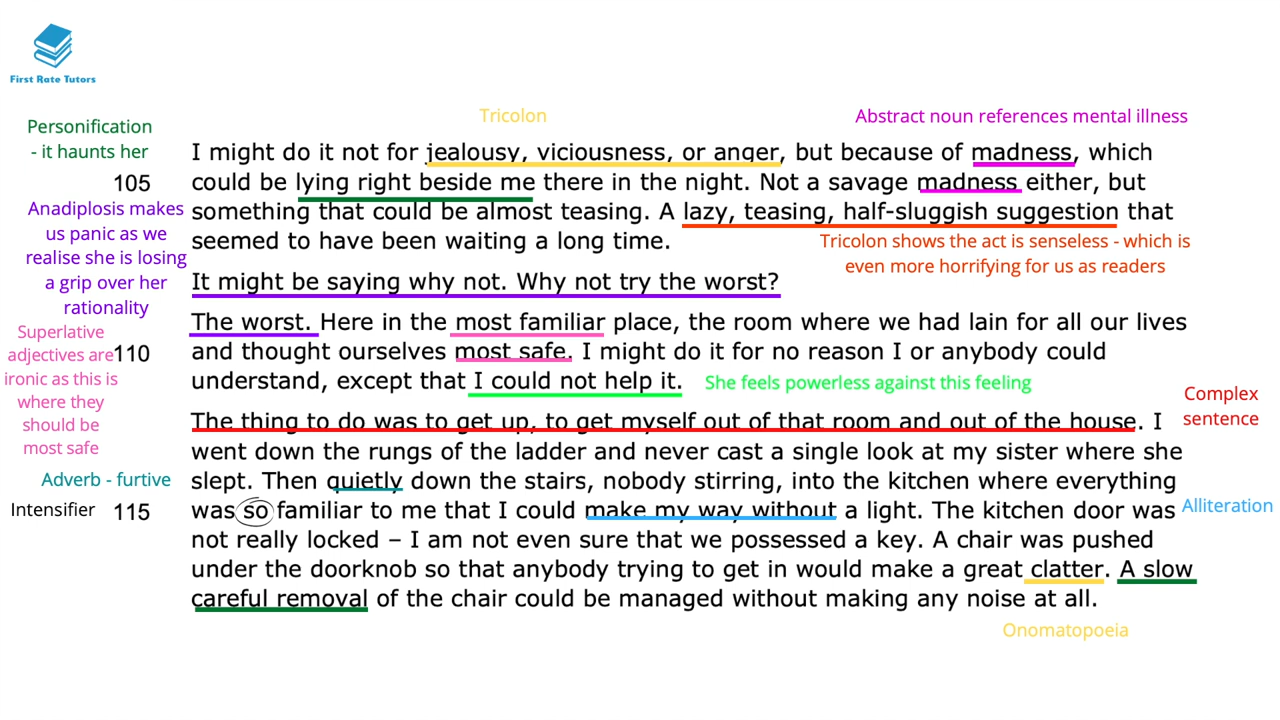 First Rate Tutors
Tricolon
Abstract noun references mental illness
Personification
- it haunts her
I might do it not for jealousy, viciousness, or anger, but because of madness, which
105
could be lying right beside me there in the night. Not a savage madness either, but
Anadiplosis makes
us panic as we
realise she is losing
a grip over her
rationality
something that could be almost teasing. A lazy, teasing, half-sluggish suggestion that
seemed to have been waiting a long time.
Tricolon shows the act is senseless - which is
even more horrifying for us as readers
It might be saying why not. Why not try the worst?
The worst. Here in the most familiar place, the room where we had lain for all our lives
Superlative
adjectives are
ironic as this is
where they
should be
most safe
110
and thought ourselves most safe. I might do it for no reason I or anybody could
understand, except that I could not help it.
She feels powerless against this feeling
Complex
sentence
The thing to do was to get up, to get myself out of that room and out of the house. I
went down the rungs of the ladder and never cast a single look at my sister where she
Adverb - furtive
slept. Then quietly down the stairs, nobody stirring, into the kitchen where everything
Intensifier
115
was so familiar to me that I could make my way without a light. The kitchen door was
Alliteration
not really locked – I am not even sure that we possessed a key. A chair was pushed
under the doorknob so that anybody trying to get in would make a great clatter. A slow
careful removal of the chair could be managed without making any noise at all.
Onomatopoeia